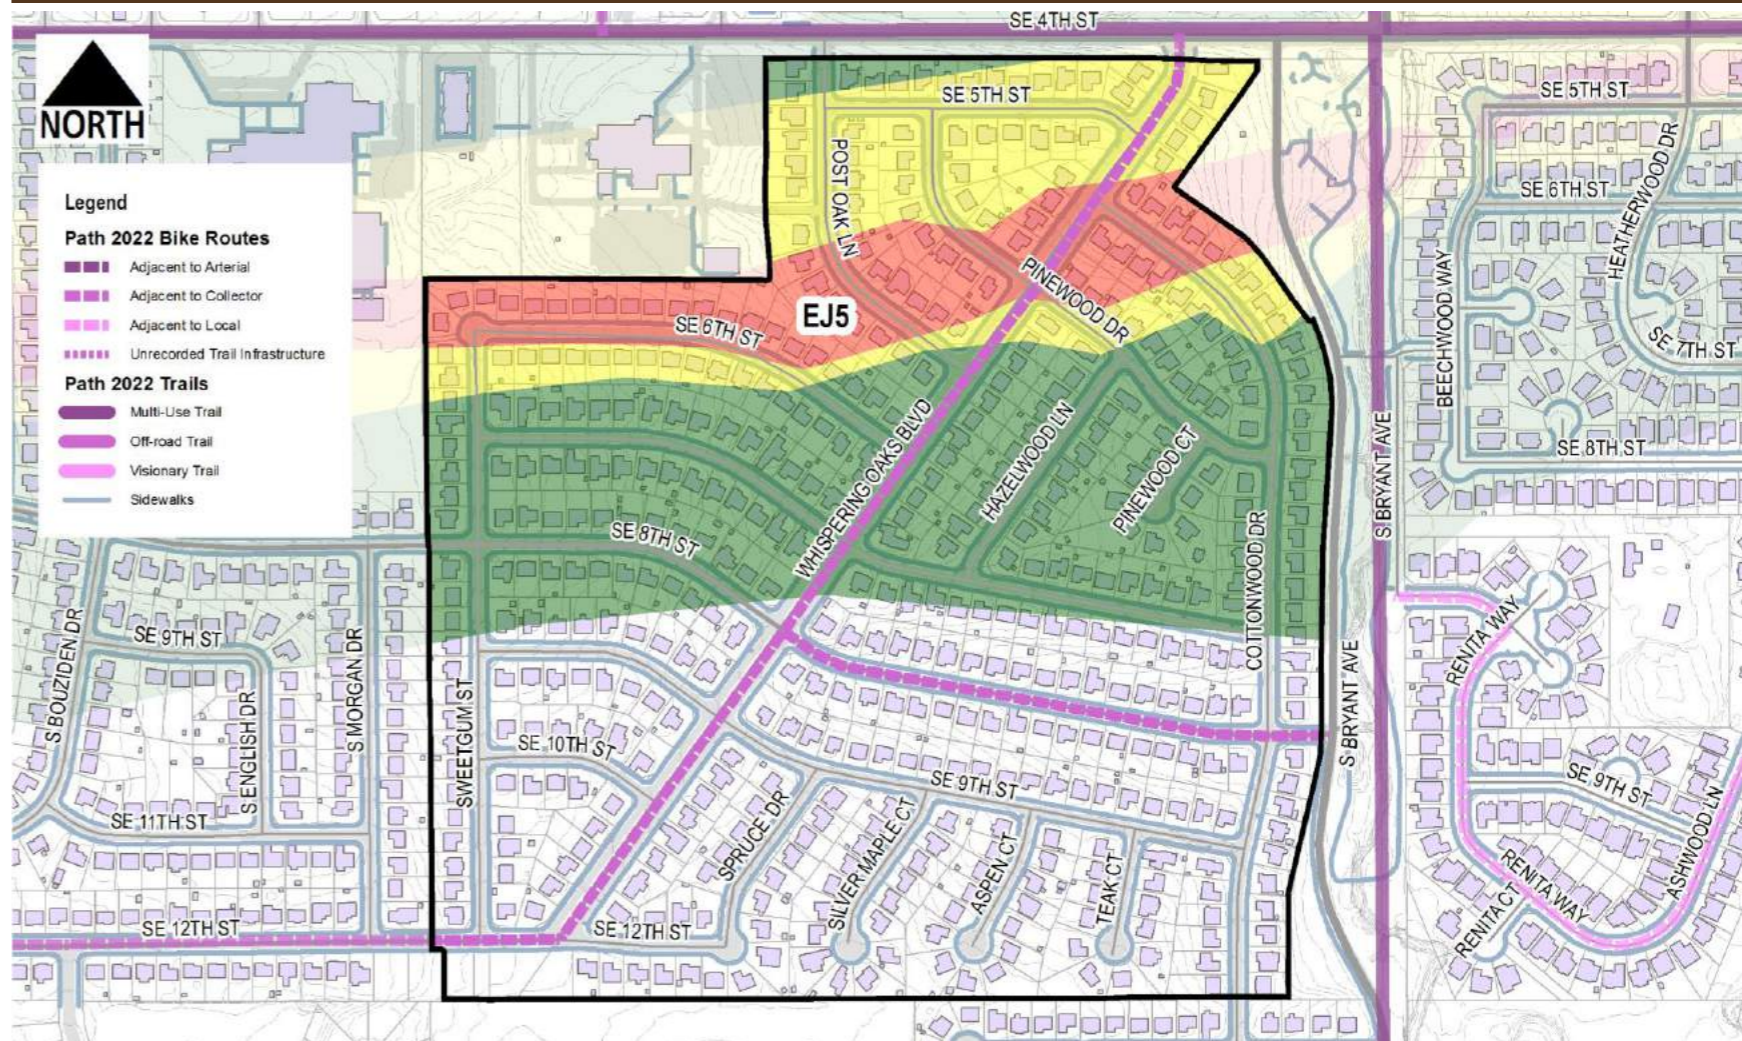 SE 4TH ST
NORTH
SE 5TH ST
SE 5TH ST
POST OAK LN
HEATHERWOOD DR
SE 6TH ST
Legend
Path 2022 Bike Routes
Adjacent to Arterial
Adjacent to Collector
Adjacent to Local
Unrecorded Trail Infrastructure
Path 2022 Trails
Multi-Use Trail
Off-road Trail
Visionary Trail
Sidewalks
PINEWOOD DR
EJ5
SE 6TH ST
BEECHWOOD WAY
SE 7TH ST
WHISPERING OAKS BLVD
HAZELWOOD LN
PINEWOOD CT
S BRYANT AVE
SE 8TH ST
SE 8TH ST
COTTONWOOD DR
S BOUZIDEN DR
SE 9TH ST
S ENGLISH DR
S MORGAN DR
SWEETGUM ST
S BRYANT AVE
RENITA WAY
SE 10TH ST
SE 9TH ST
SE 9TH ST
SE 11TH ST
SPRUCE DR
SILVER MAPLE CT
ASPEN CT
TEAK CT
RENITA WAY
ASHWOOD LN
RENITA CT
SE 12TH ST
SE 12TH ST